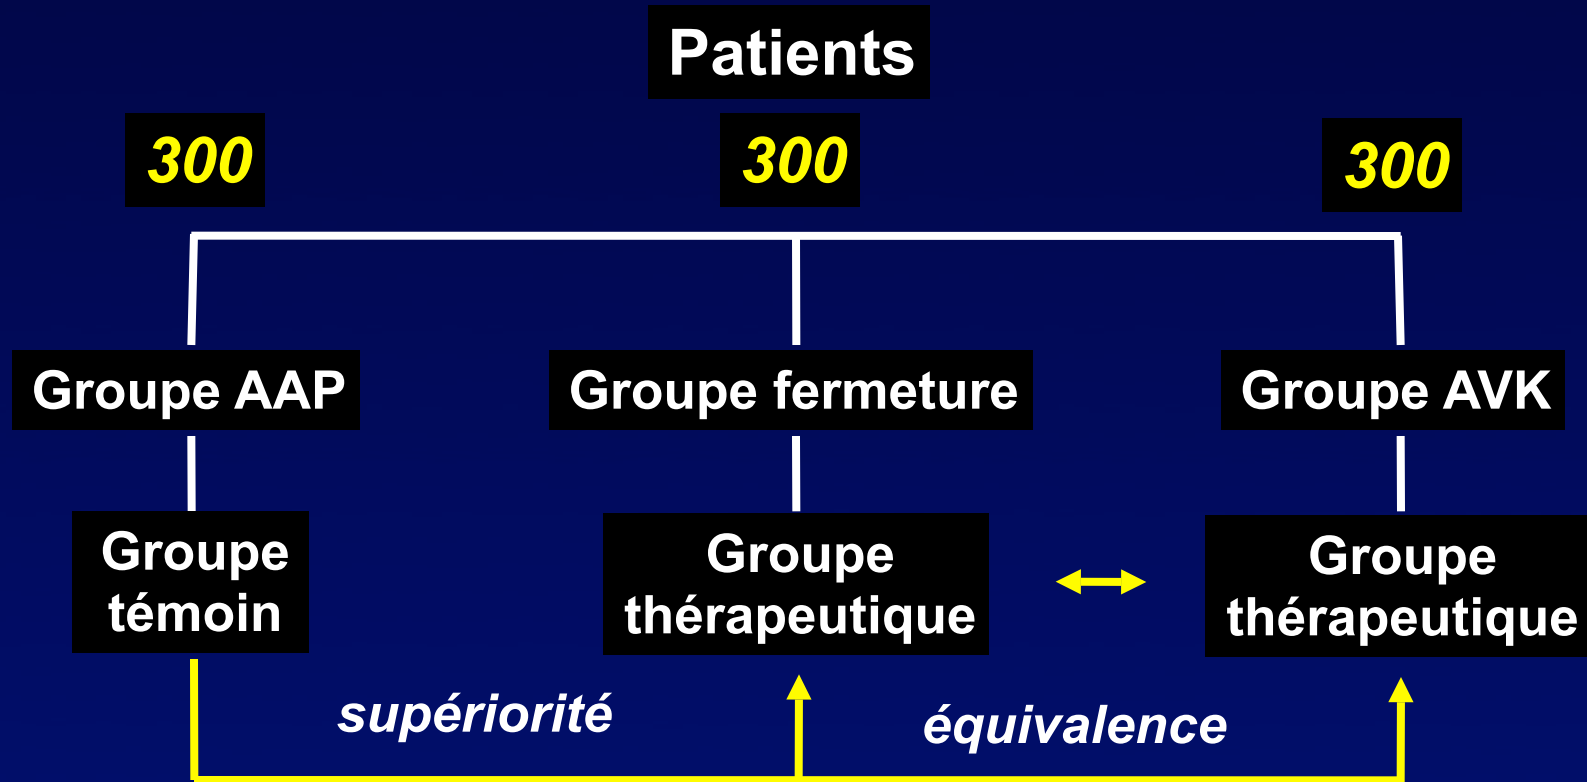 Patients
300
300
300
Groupe AAP
Groupe fermeture
Groupe AVK
Groupe
témoin
Groupe
thérapeutique
Groupe
thérapeutique
supériorité
équivalence